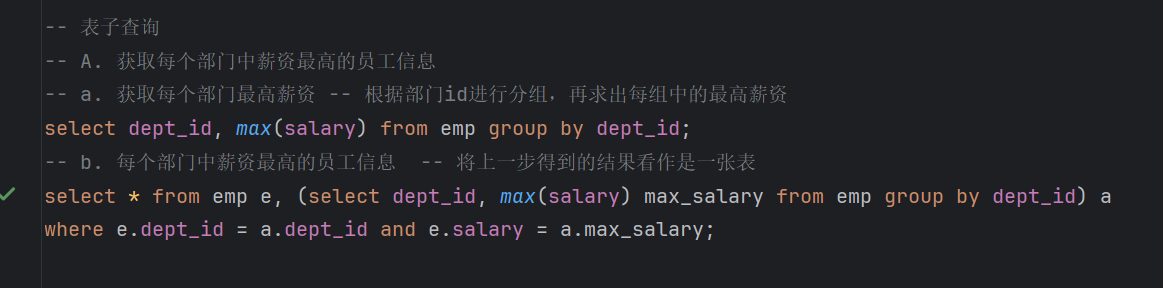 -- 表子查询
-- A. 获取每个部门中薪资最高的员工信息
-- a. 获取每个部门最高薪资 -- 根据部门id进行分组，再求出每组中的最高薪资
select dept_id, max(salary) from emp group by dept_id;
-- b. 每个部门中薪资最高的员工信息  -- 将上一步得到的结果看作是一张表
select * from emp e, (select dept_id, max(salary) max_salary from emp group by dept_id) a
where e.dept_id = a.dept_id and e.salary = a.max_salary;